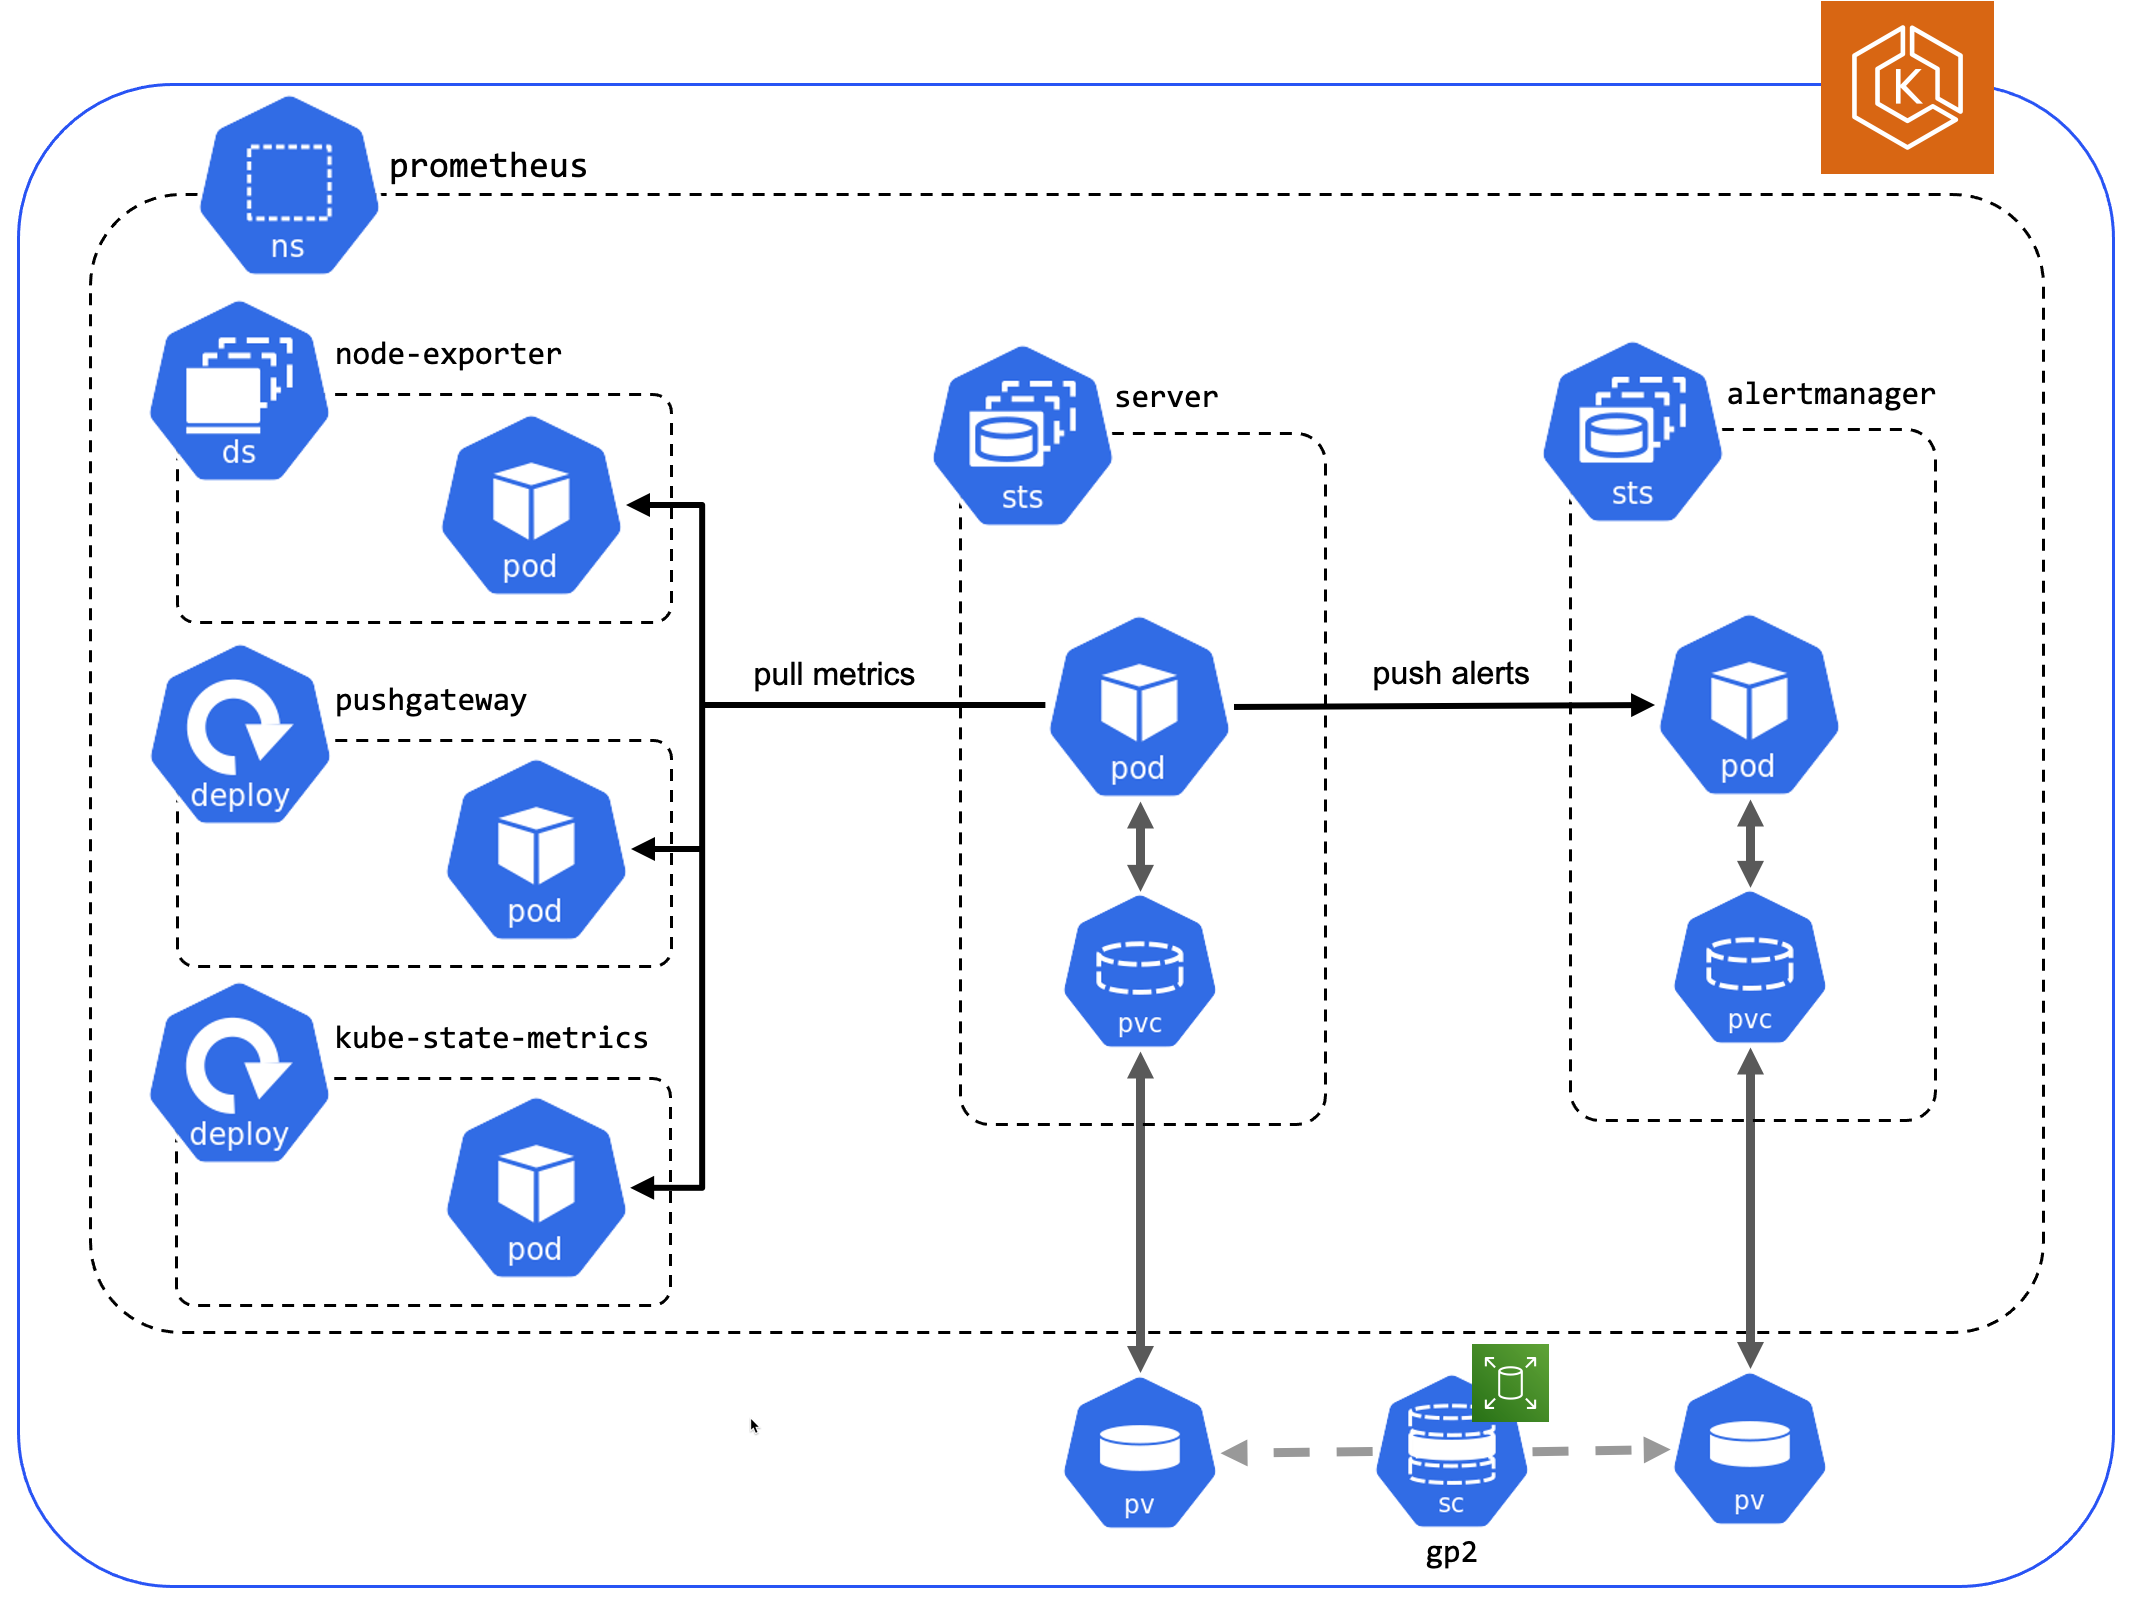 K
prometheus
ns
node-exporter
ds
pod
pushgateway
deploy
pod
kube-state-metrics
deploy
pod
pull metrics
server
sts
pod
pvc
push alerts
alertmanager
sts
pod
pvc
pv
sc
gp2
pv